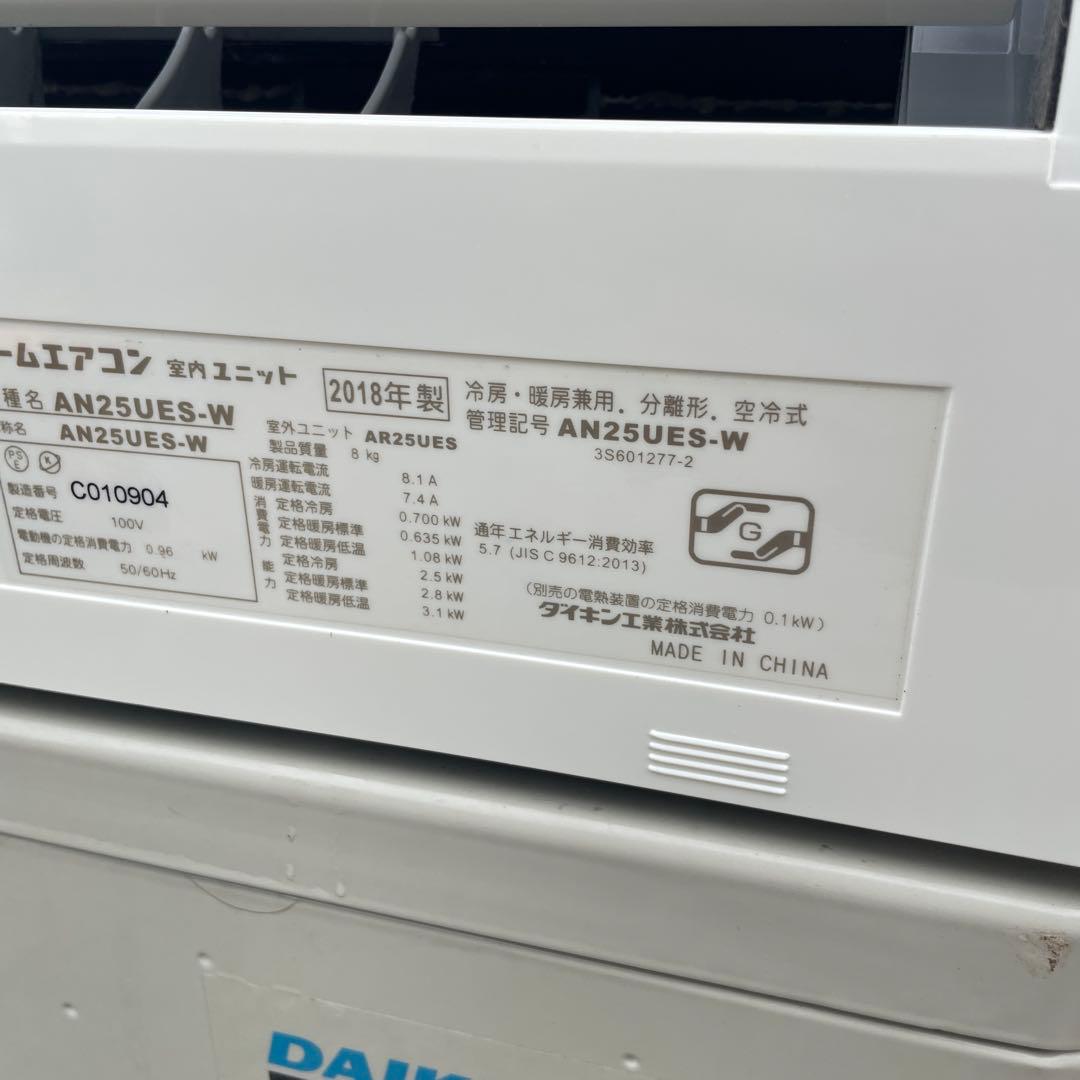 ームエアコン 室内ユニット
2018年製
冷房・暖房兼用．分離形．空冷式
種名 AN25UES-W
管理記号 AN25UES-W
3S601277-2
称名 AN25UES-W
室外ユニット AR25UES
製品質量 8 kg
PS
E
製造番号 C010904
定格電圧 100V
電動機の定格消費電力 0.96 kW
定格周波数 50/60Hz
冷房運転電流 8.1 A
暖房運転電流 7.4 A
消費電力 定格冷房 0.700 kW
定格暖房標準 0.635 kW
定格暖房低温 1.08 kW
能力 定格冷房 2.5 kW
定格暖房標準 2.8 kW
定格暖房低温 3.1 kW
通年エネルギー消費効率
5.7 (JIS C 9612:2013)
G
(別売の電熱装置の定格消費電力 0.1kW)
ダイキン工業株式会社
MADE IN CHINA
DAIK